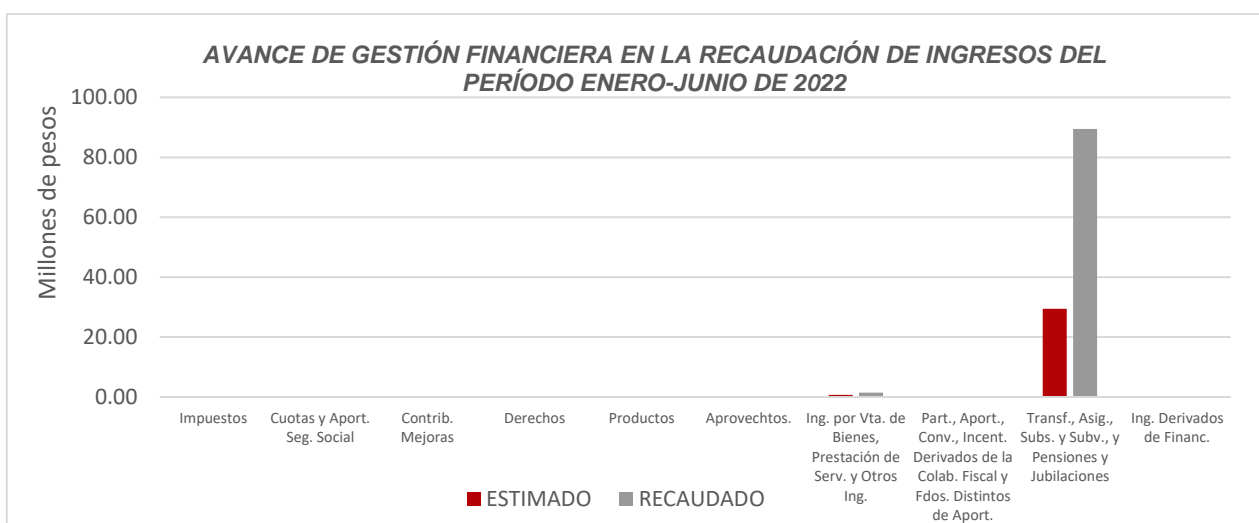 AVANCE DE GESTIÓN FINANCIERA EN LA RECAUDACIÓN DE INGRESOS DEL
PERÍODO ENERO-JUNIO DE 2022
Millones de pesos
100.00
80.00
60.00
40.00
20.00
0.00
Impuestos
Cuotas y Aport.
Seg. Social
Contrib.
Mejoras
Derechos
Productos
Aprovechtos.
Ing. por Vta. de
Bienes,
Prestación de
Serv. y Otros
Ing.
Part., Aport.,
Conv., Incent.
Derivados de la
Colab. Fiscal y
Fdos. Distintos
de Aport.
Transf., Asig.,
Subs. y Subv., y
Pensiones y
Jubilaciones
Ing. Derivados
de Financ.
ESTIMADO
RECAUDADO